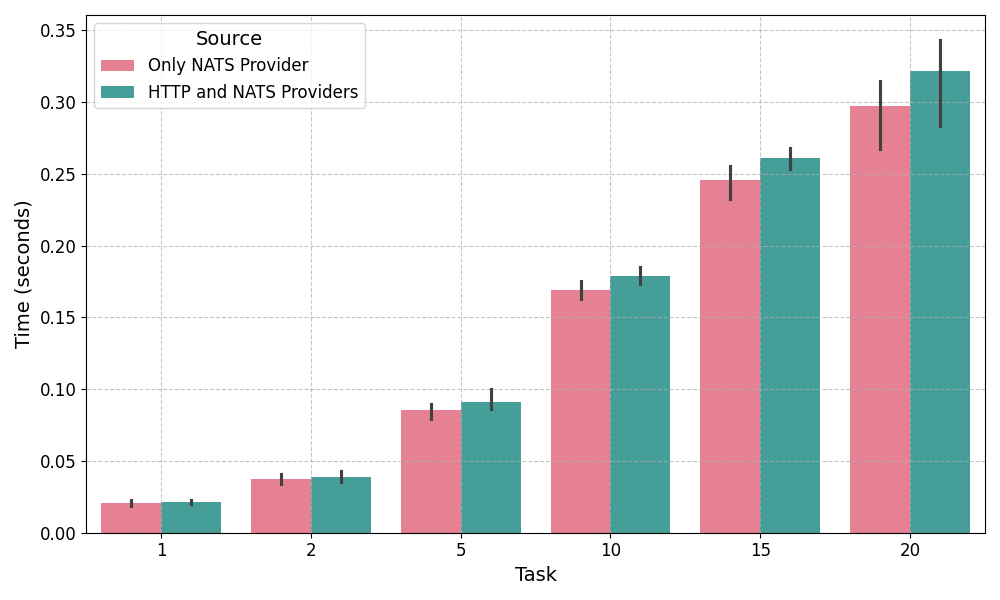 Source
Only NATS Provider
HTTP and NATS Providers
Time (seconds)
0.35
0.30
0.25
0.20
0.15
0.10
0.05
0.00
1 2 5 10 15 20
Task